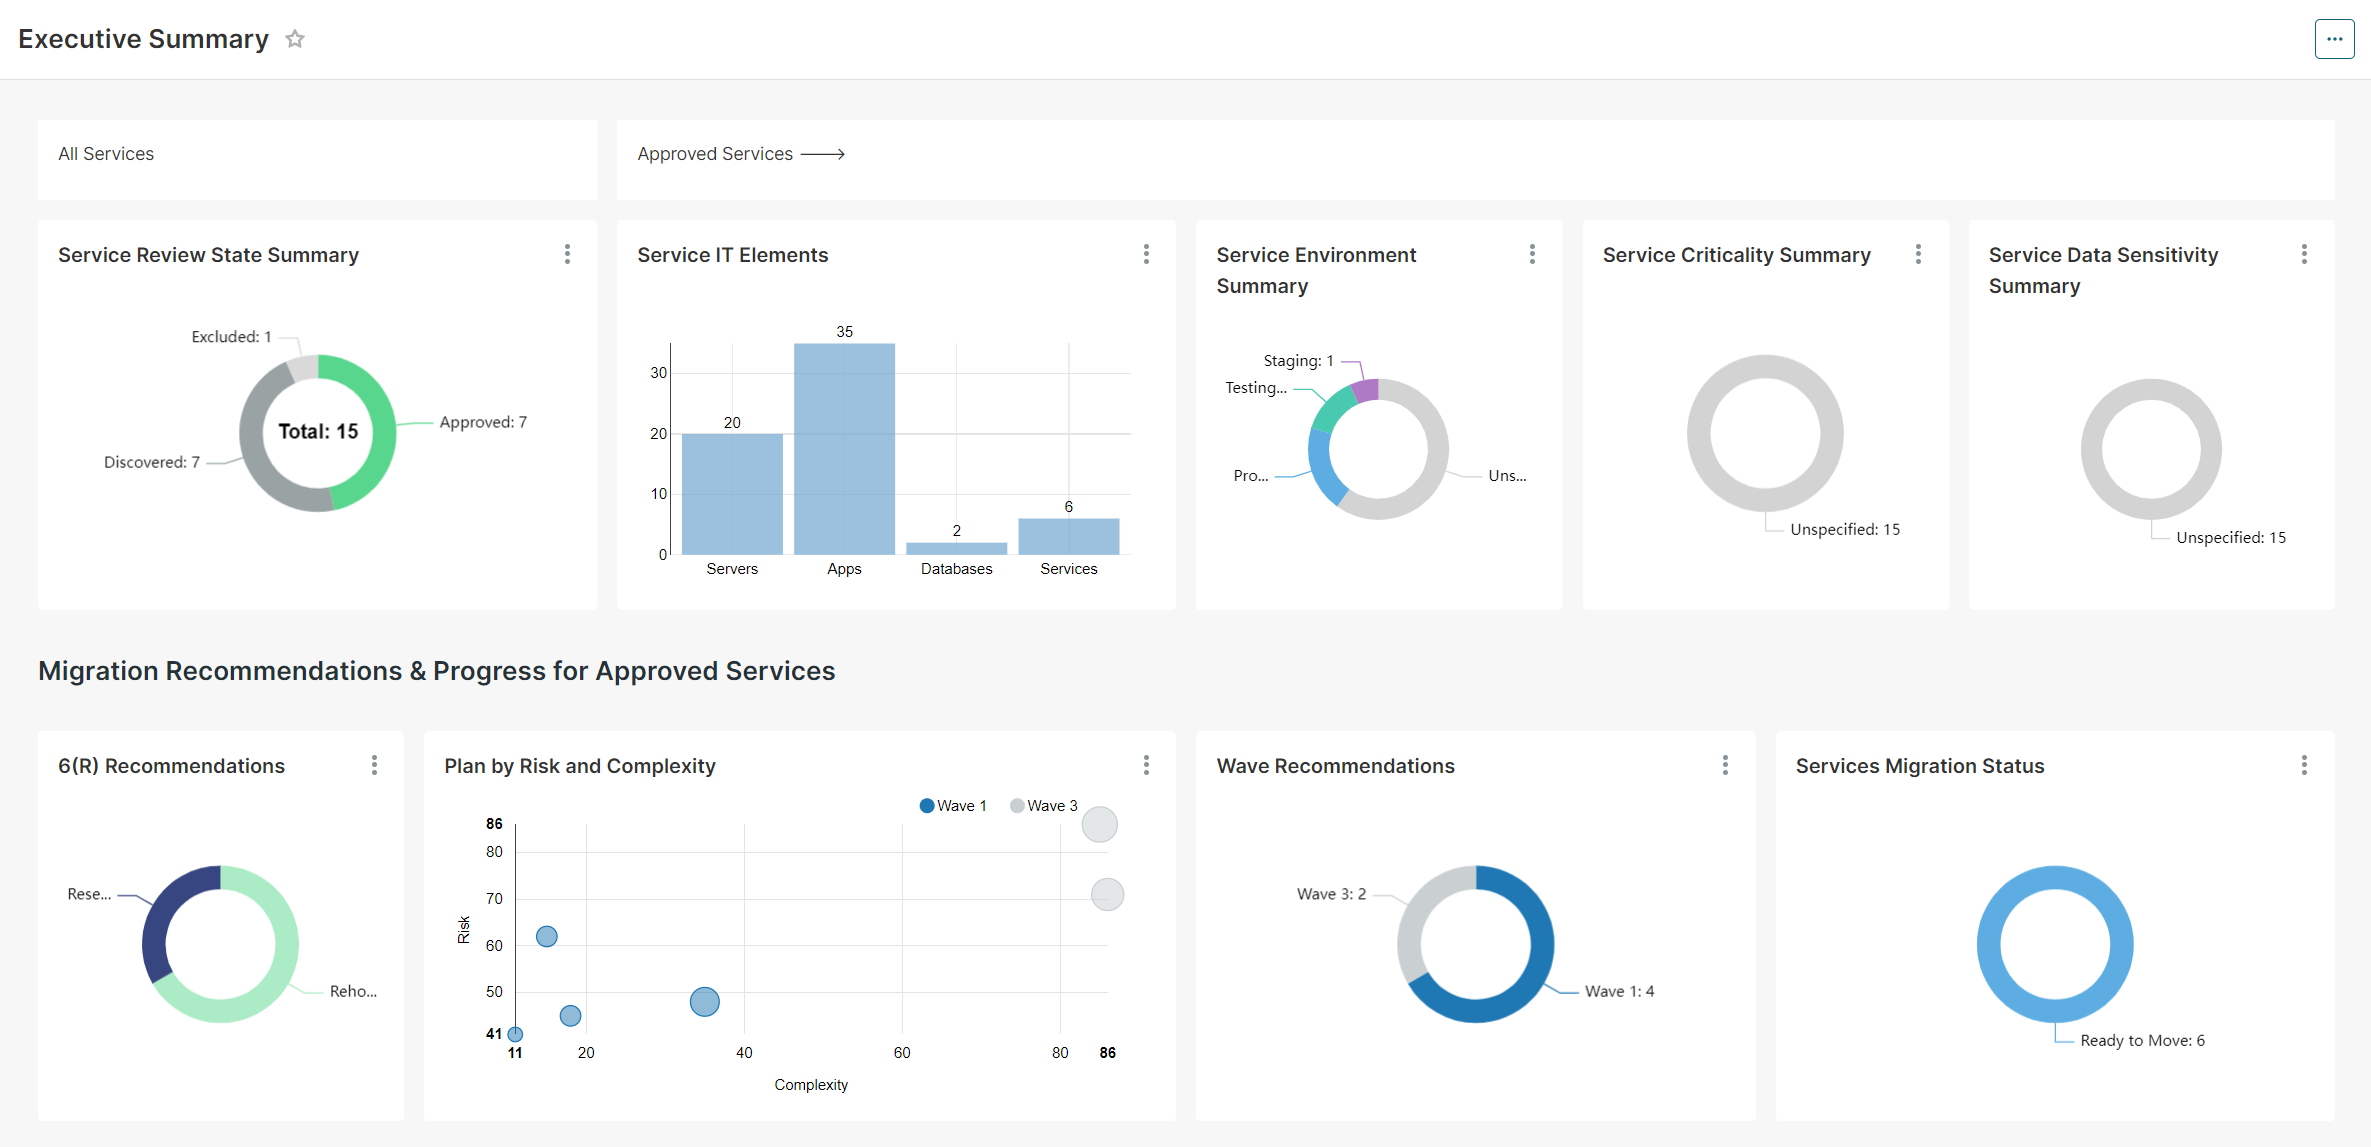 Executive Summary
All Services
Approved Services
Service Review State Summary
Excluded: 1
Approved: 7
Total: 15
Discovered: 7
Service IT Elements
35
30
20
20
10
6
2
0
Servers
Apps
Databases
Services
Service Environment
Summary
Staging: 1
Testing...
Pro...
Uns...
Service Criticality Summary
Unspecified: 15
Service Data Sensitivity
Summary
Unspecified: 15
Migration Recommendations & Progress for Approved Services
6(R) Recommendations
Rese...
Reho...
Plan by Risk and Complexity
Wave 1
Wave 3
86
80
70
60
50
41
Risk
11
20
40
60
80
86
Complexity
Wave Recommendations
Wave 3: 2
Wave 1: 4
Services Migration Status
Ready to Move: 6